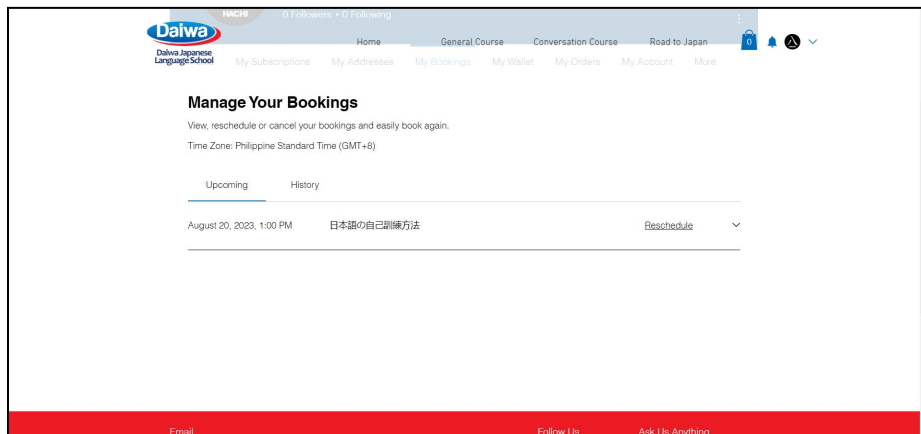 HACHI
0 Followers • 0 Following
Daiwa
Daiwa Japanese
Language School
Home General Course Conversation Course Road to Japan 0
My Subscriptions My Addresses My Bookings My Wallet My Orders My Account More
Manage Your Bookings
View, reschedule or cancel your bookings and easily book again.
Time Zone: Philippine Standard Time (GMT+8)
Upcoming History
August 20, 2023, 1:00 PM 日本語の自己訓練方法 Reschedule
Email Follow Us Ask Us Anything